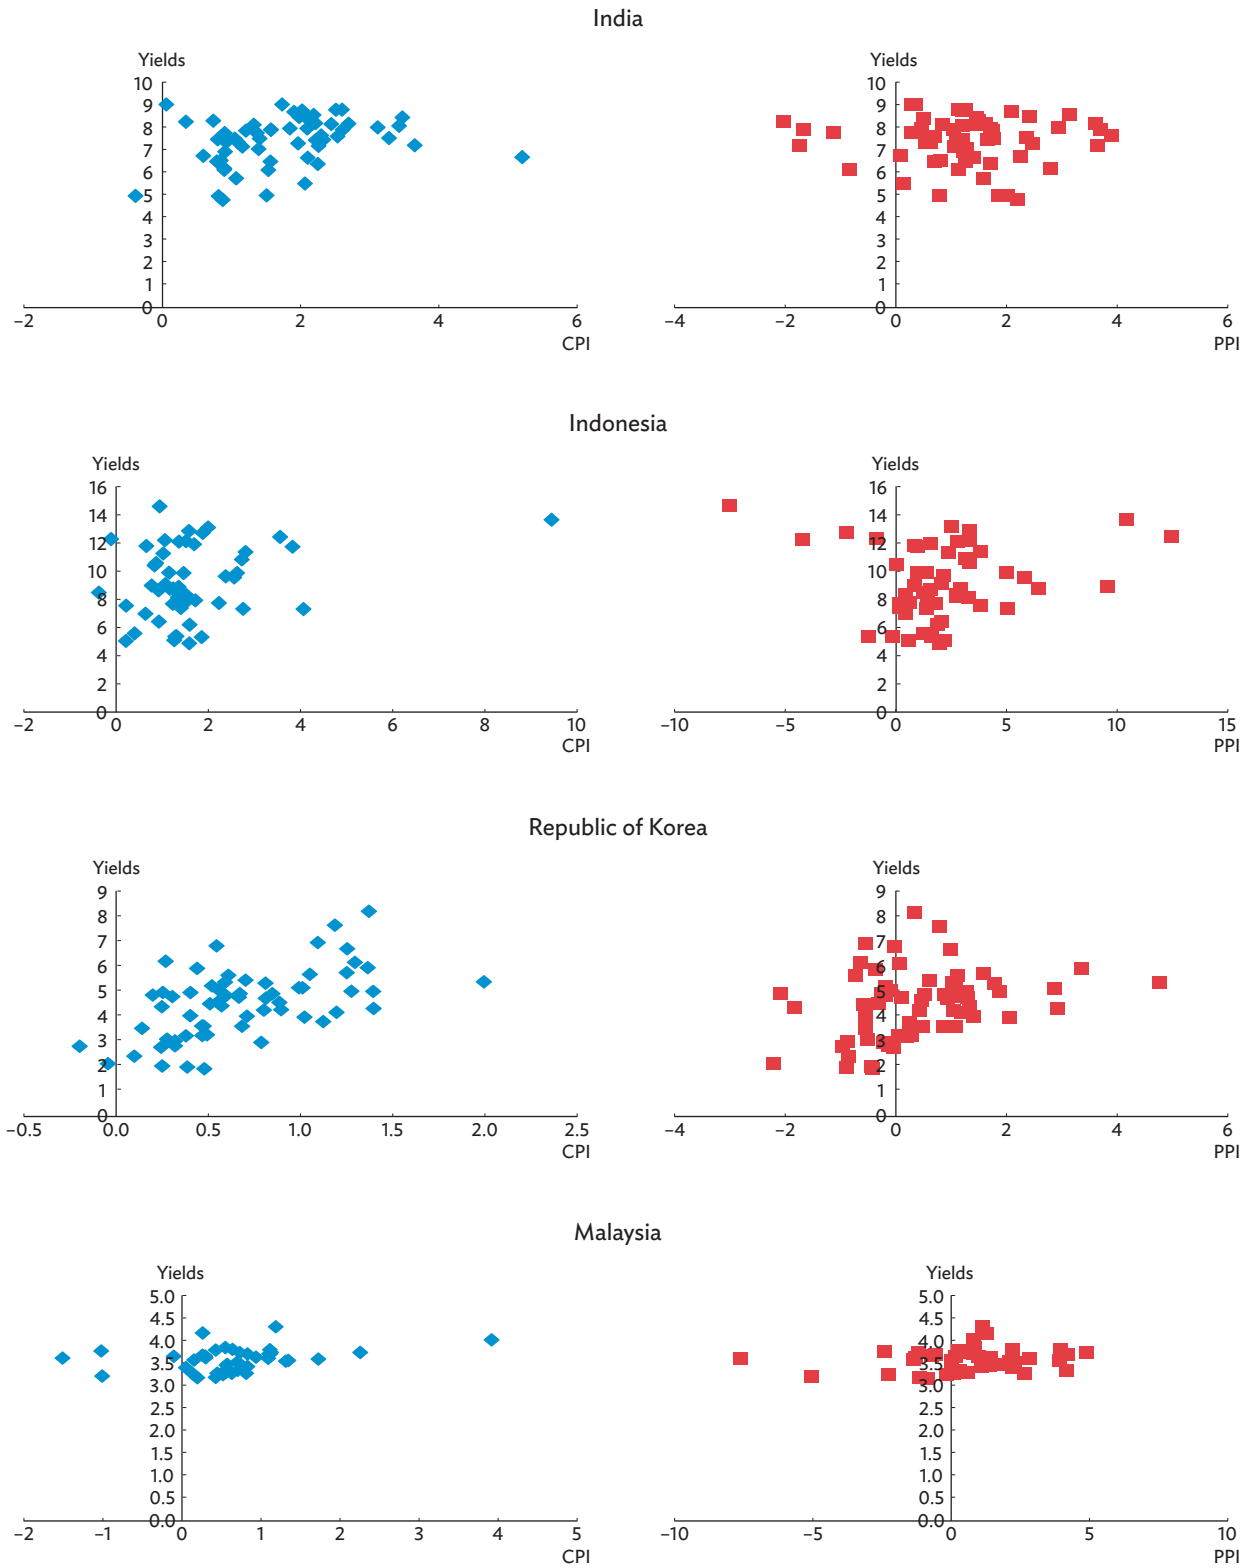 India
Yields
10
9
8
7
6
5
4
3
2
1
0
–2 0 2 4 6
CPI
Yields
10
9
8
7
6
5
4
3
2
1
0
–4 –2 0 2 4 6
PPI
Indonesia
Yields
16
14
12
10
8
6
4
2
0
–2 0 2 4 6 8 10
CPI
Yields
16
14
12
10
8
6
4
2
0
–10 –5 0 5 10 15
PPI
Republic of Korea
Yields
9
8
7
6
5
4
3
2
1
0
–0.5 0.0 0.5 1.0 1.5 2.0 2.5
CPI
Yields
9
8
7
6
5
4
3
2
1
0
–4 –2 0 2 4 6
PPI
Malaysia
Yields
5.0
4.5
4.0
3.5
3.0
2.5
2.0
1.5
1.0
0.5
0.0
–2 –1 0 1 2 3 4 5
CPI
Yields
5.0
4.5
4.0
3.5
3.0
2.5
2.0
1.5
1.0
0.5
0.0
–10 –5 0 5 10
PPI